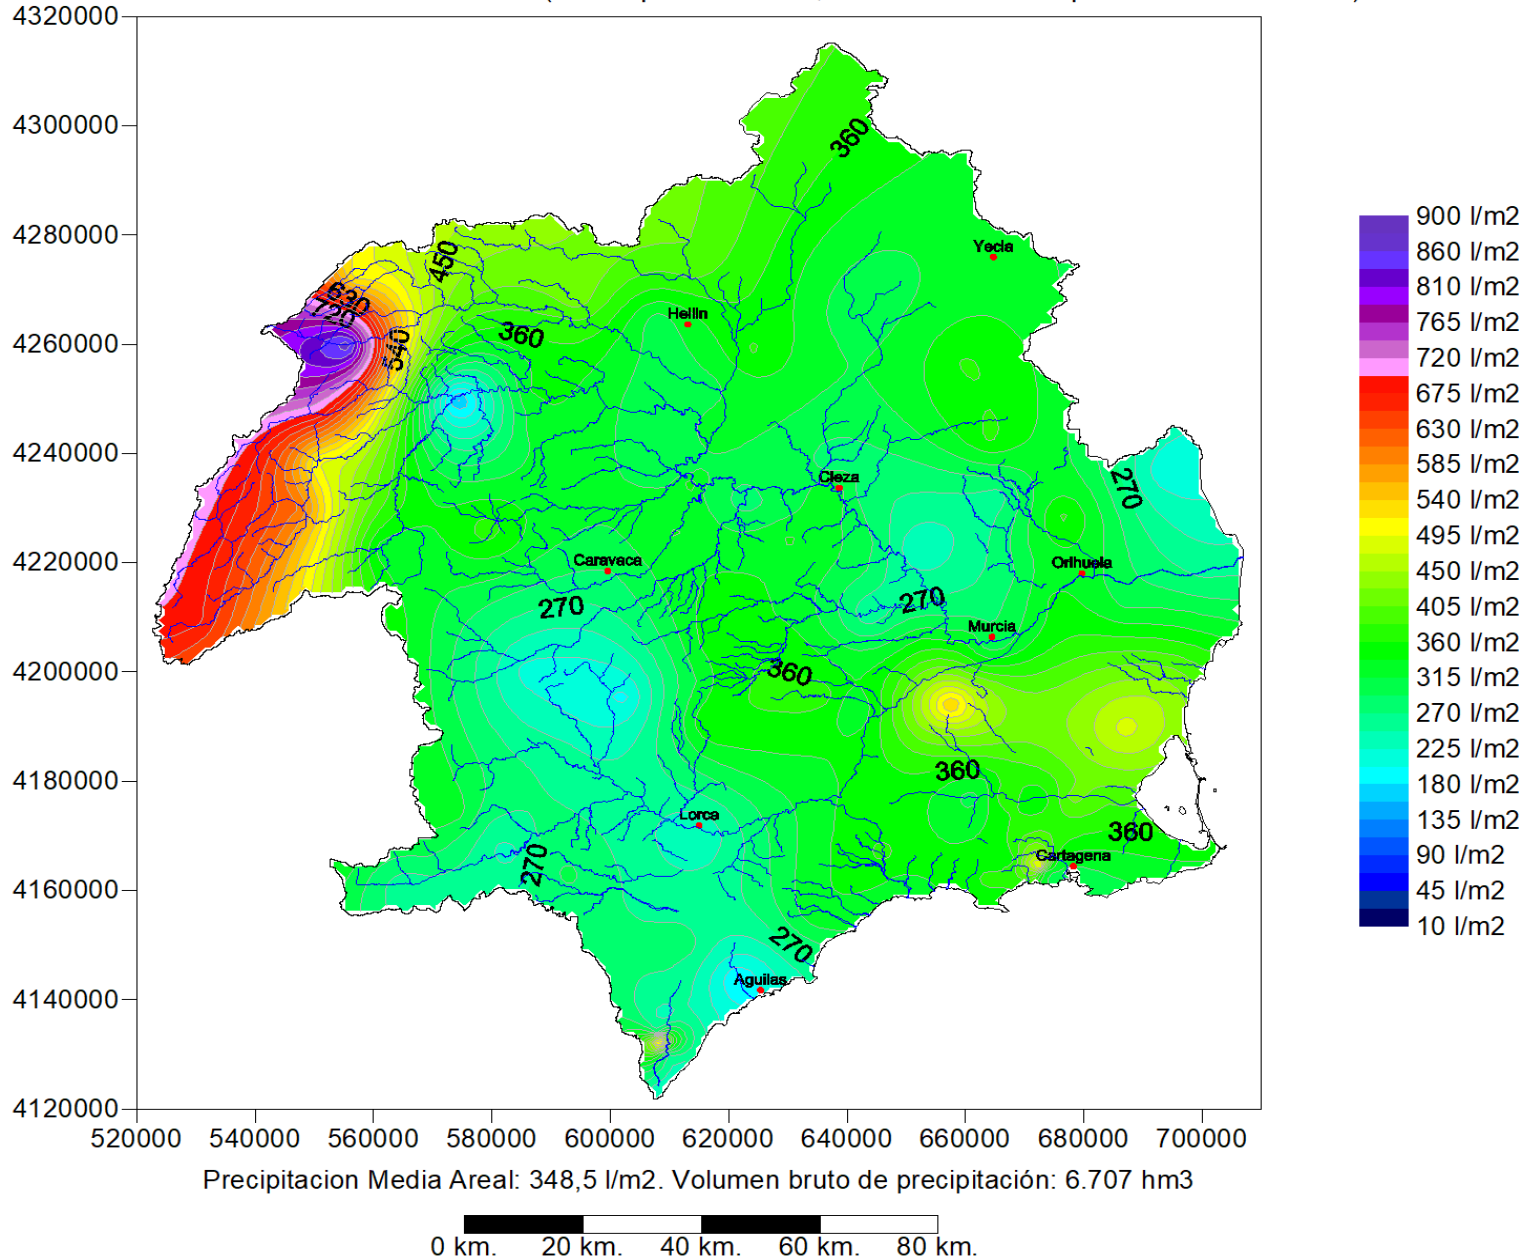 4320000
4300000
4280000
4260000
4240000
4220000
4200000
4180000
4160000
4140000
4120000
520000 540000 560000 580000 600000 620000 640000 660000 680000 700000
360
Yecla
450
630
720
Hellin
360
540
Cieza
270
Caravaca
Orihuela
270
270
Murcia
360
360
Lorca
360
270
Cartagena
270
Aguilas
900 l/m2
860 l/m2
810 l/m2
765 l/m2
720 l/m2
675 l/m2
630 l/m2
585 l/m2
540 l/m2
495 l/m2
450 l/m2
405 l/m2
360 l/m2
315 l/m2
270 l/m2
225 l/m2
180 l/m2
135 l/m2
90 l/m2
45 l/m2
10 l/m2
Precipitacion Media Areal: 348,5 l/m2. Volumen bruto de precipitación: 6.707 hm3
0 km. 20 km. 40 km. 60 km. 80 km.